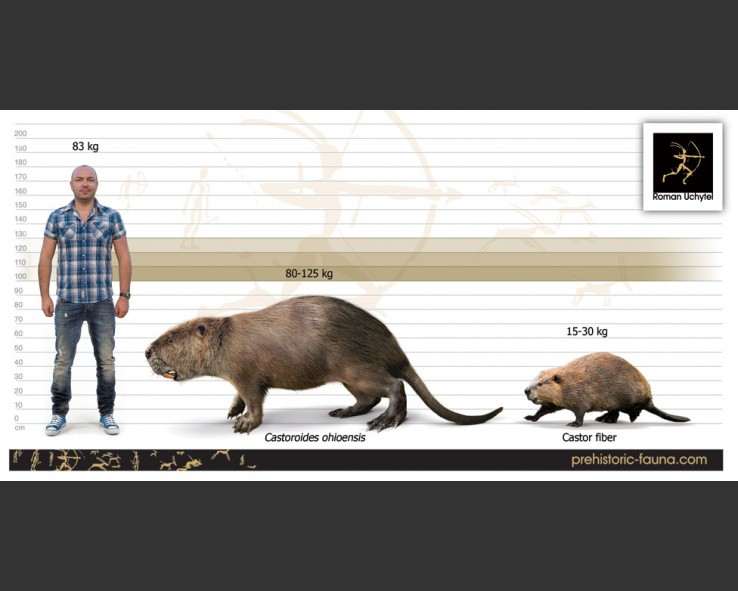 200
190
180
170
160
150
140
130
120
110
100
90
80
70
60
50
40
30
20
10
0
cm
83 kg
Roman Uchytel
80-125 kg
15-30 kg
Castoroides ohioensis
Castor fiber
prehistoric-fauna.com